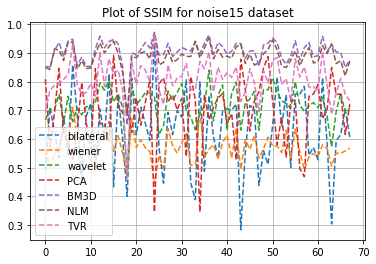 Plot of SSIM for noise15 dataset
1.0
0.9
0.8
0.7
0.6
0.5
0.4
0.3
bilateral
wiener
wavelet
PCA
BM3D
NLM
TVR
0 10 20 30 40 50 60 70